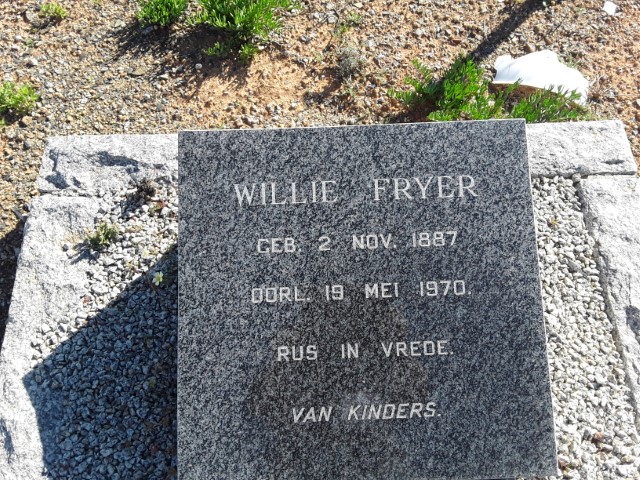 WILLIE FRYER
GEB. 2 NOV. 1887
OORL. 19 MEI 1970.
RUS IN VREDE.
VAN KINDERS.